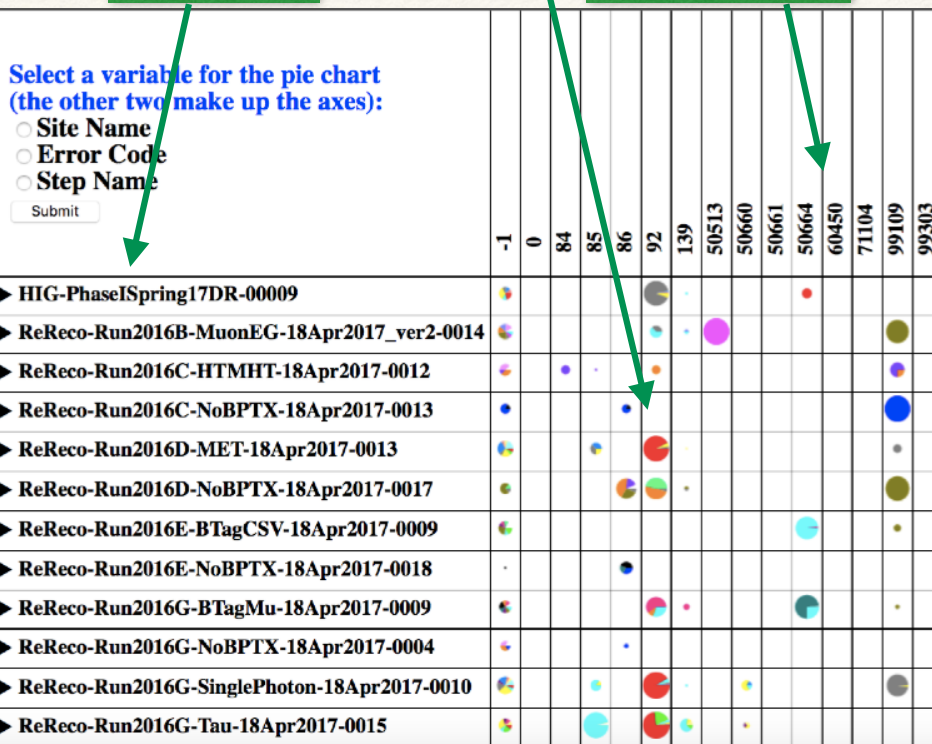 Select a variable for the pie chart
(the other two make up the axes):
Site Name
Error Code
Step Name
Submit
-1 0 84 85 86 92 139 50513 50660 50661 50664 60450 71104 99109 99303
HIG-PhaseISpring17DR-00009
ReReco-Run2016B-MuonEG-18Apr2017_ver2-0014
ReReco-Run2016C-HTMHT-18Apr2017-0012
ReReco-Run2016C-NoBPTX-18Apr2017-0013
ReReco-Run2016D-MET-18Apr2017-0013
ReReco-Run2016D-NoBPTX-18Apr2017-0017
ReReco-Run2016E-BTagCSV-18Apr2017-0009
ReReco-Run2016E-NoBPTX-18Apr2017-0018
ReReco-Run2016G-BTagMu-18Apr2017-0009
ReReco-Run2016G-NoBPTX-18Apr2017-0004
ReReco-Run2016G-SinglePhoton-18Apr2017-0010
ReReco-Run2016G-Tau-18Apr2017-0015